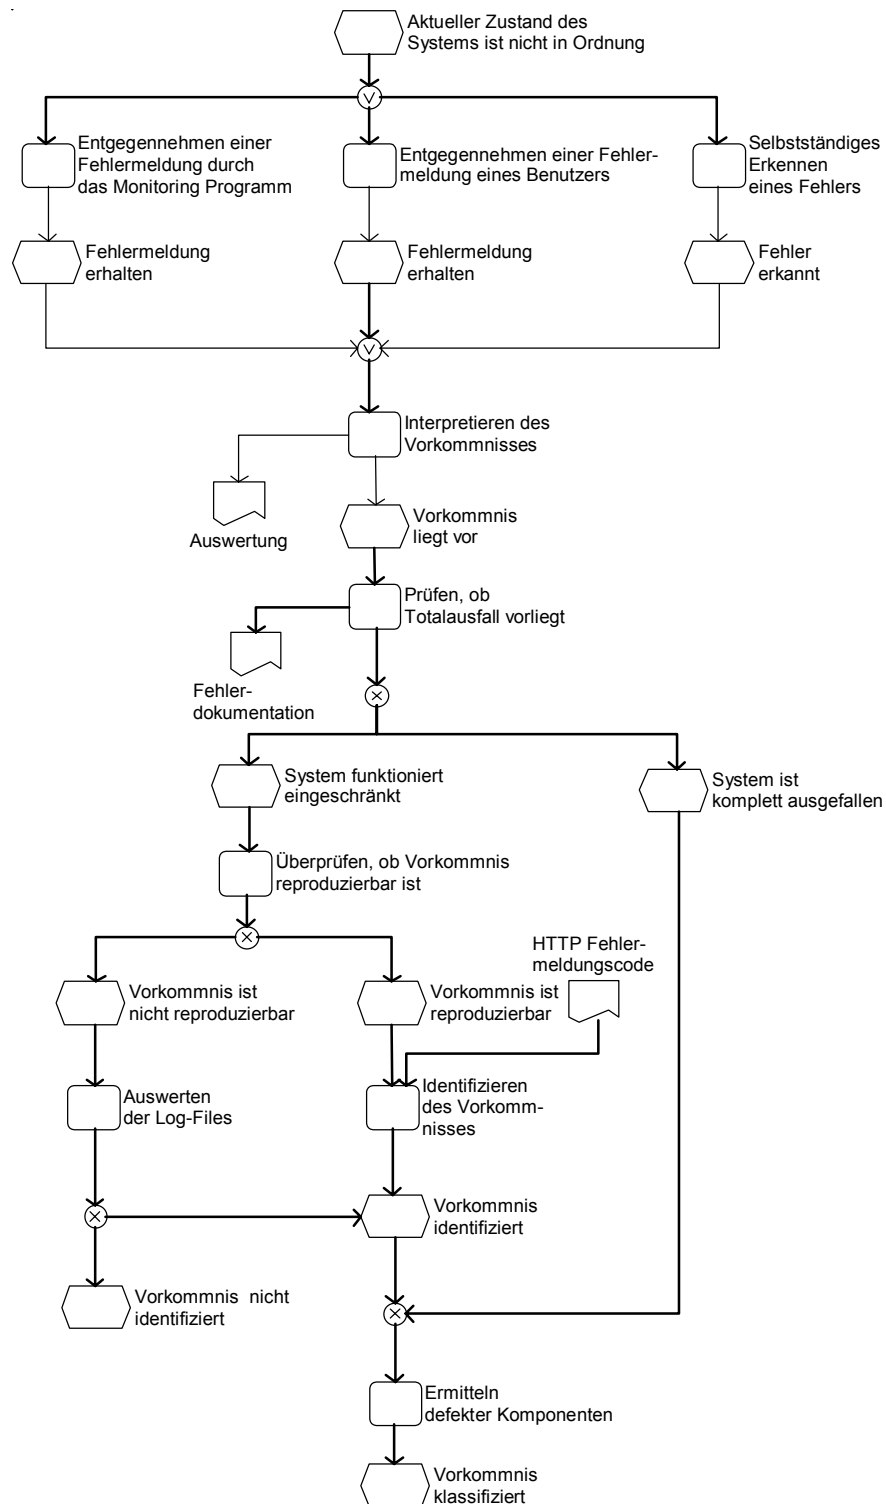 Aktueller Zustand des
Systems ist nicht in Ordnung
Entgegennehmen einer
Fehlermeldung durch
das Monitoring Programm
Entgegennehmen einer Fehler-
meldung eines Benutzers
Selbstständiges
Erkennen
eines Fehlers
Fehlermeldung
erhalten
Fehlermeldung
erhalten
Fehler
erkannt
Interpretieren des
Vorkommnisses
Auswertung
Vorkommnis
liegt vor
Prüfen, ob
Totalausfall vorliegt
Fehler-
dokumentation
System funktioniert
eingeschränkt
System ist
komplett ausgefallen
Überprüfen, ob Vorkommnis
reproduzierbar ist
HTTP Fehler-
meldungscode
Vorkommnis ist
nicht reproduzierbar
Vorkommnis ist
reproduzierbar
Auswerten
der Log-Files
Identifizieren
des Vorkomm-
nisses
Vorkommnis
identifiziert
Vorkommnis nicht
identifiziert
Ermitteln
defekter Komponenten
Vorkommnis
klassifiziert